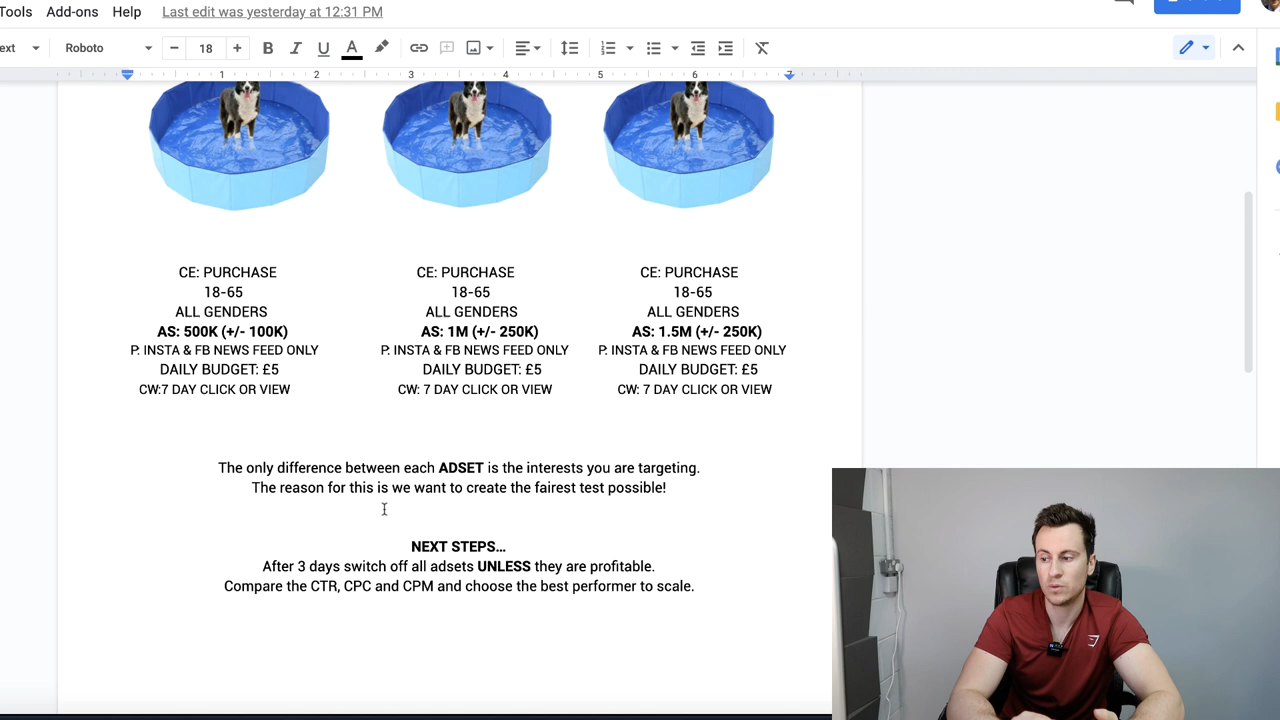 Tools Add-ons Help Last edit was yesterday at 12:31 PM
Roboto 18
1 2 3 4 5 6 7
CE: PURCHASE CE: PURCHASE CE: PURCHASE
18-65 18-65 18-65
ALL GENDERS ALL GENDERS ALL GENDERS
AS: 500K (+/- 100K) AS: 1M (+/- 250K) AS: 1.5M (+/- 250K)
P: INSTA & FB NEWS FEED ONLY P: INSTA & FB NEWS FEED ONLY P: INSTA & FB NEWS FEED ONLY
DAILY BUDGET: £5 DAILY BUDGET: £5 DAILY BUDGET: £5
CW:7 DAY CLICK OR VIEW CW: 7 DAY CLICK OR VIEW CW: 7 DAY CLICK OR VIEW
The only difference between each ADSET is the interests you are targeting.
The reason for this is we want to create the fairest test possible!
NEXT STEPS...
After 3 days switch off all adsets UNLESS they are profitable.
Compare the CTR, CPC and CPM and choose the best performer to scale.